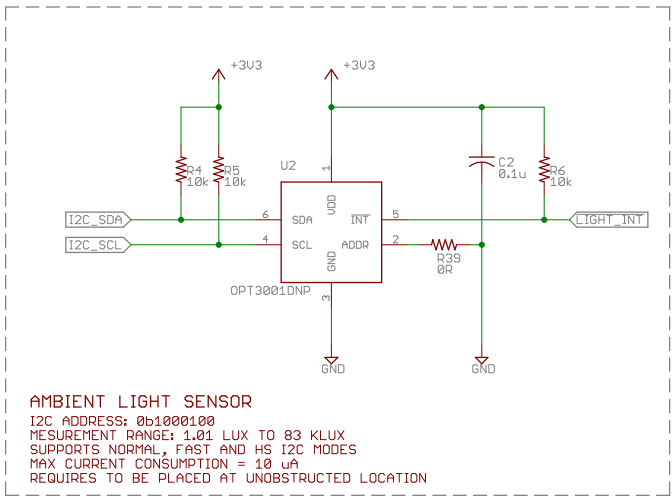 +3V3
+3V3
U2
R4
10k
R5
10k
C2
0.1u
R6
10k
1
VDD
I2C_SDA
6
SDA
INT
5
LIGHT_INT
I2C_SCL
4
SCL
ADDR
2
GND
R39
0R
OPT3001DNP
3
GND
GND
AMBIENT LIGHT SENSOR
I2C ADDRESS: 0b1000100
MESUREMENT RANGE: 1.01 LUX TO 83 KLUX
SUPPORTS NORMAL, FAST AND HS I2C MODES
MAX CURRENT CONSUMPTION = 10 uA
REQUIRES TO BE PLACED AT UNOBSTRUCTED LOCATION